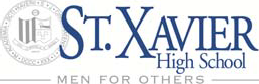 St. Xavier
High School
MEN FOR OTHERS